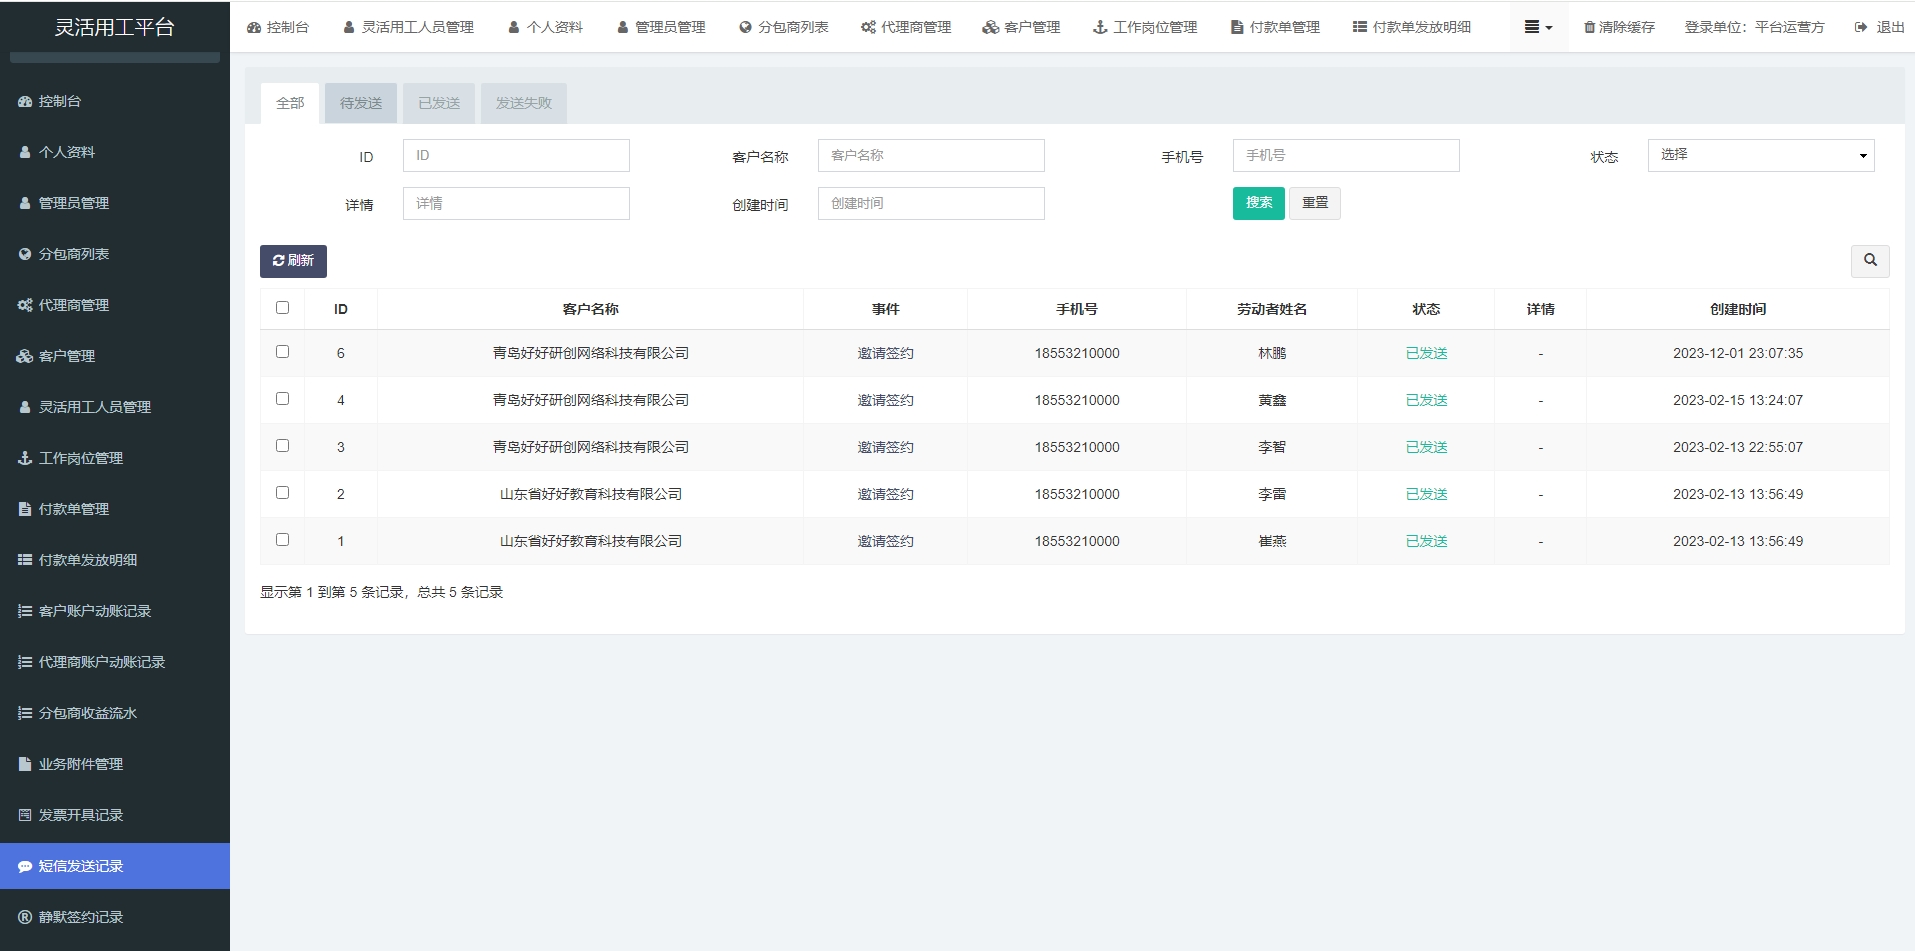 灵活用工平台
控制台
个人资料
管理员管理
分包商列表
代理商管理
客户管理
灵活用工人员管理
工作岗位管理
付款单管理
付款单发放明细
客户账户动账记录
代理商账户动账记录
分包商收益流水
业务附件管理
发票开具记录
短信发送记录
静默签约记录
控制台 灵活用工人员管理 个人资料 管理员管理 分包商列表 代理商管理 客户管理 工作岗位管理 付款单管理 付款单发放明细 清除缓存 登录单位：平台运营方 退出
全部 待发送 已发送 发送失败
ID ID 客户名称 客户名称 手机号 手机号 状态 选择
详情 详情 创建时间 创建时间 搜索 重置
刷新
ID 客户名称 事件 手机号 劳动者姓名 状态 详情 创建时间
6 青岛好好研创网络科技有限公司 邀请签约 18553210000 林鹏 已发送 - 2023-12-01 23:07:35
4 青岛好好研创网络科技有限公司 邀请签约 18553210000 黄鑫 已发送 - 2023-02-15 13:24:07
3 青岛好好研创网络科技有限公司 邀请签约 18553210000 李智 已发送 - 2023-02-13 22:55:07
2 山东省好好教育科技有限公司 邀请签约 18553210000 李雷 已发送 - 2023-02-13 13:56:49
1 山东省好好教育科技有限公司 邀请签约 18553210000 崔燕 已发送 - 2023-02-13 13:56:49
显示第 1 到第 5 条记录，总共 5 条记录